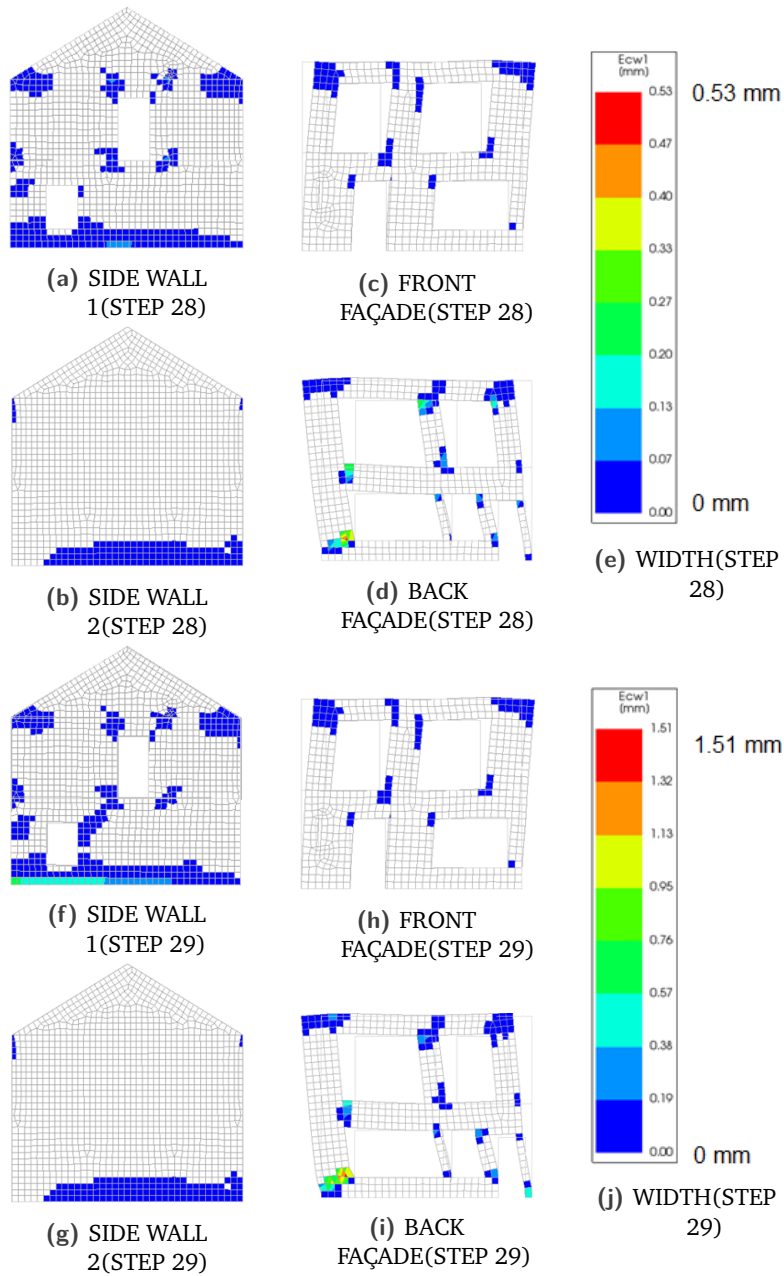 Ecw1
(mm)
0.53
0.47
0.40
0.33
0.27
0.20
0.13
0.07
0.00
0.53 mm
0 mm
(a) SIDE WALL
1(STEP 28)
(c) FRONT
FAÇADE(STEP 28)
(b) SIDE WALL
2(STEP 28)
(d) BACK
FAÇADE(STEP 28)
(e) WIDTH(STEP
28)
Ecw1
(mm)
1.51
1.32
1.13
0.95
0.76
0.57
0.38
0.19
0.00
1.51 mm
0 mm
(f) SIDE WALL
1(STEP 29)
(h) FRONT
FAÇADE(STEP 29)
(g) SIDE WALL
2(STEP 29)
(i) BACK
FAÇADE(STEP 29)
(j) WIDTH(STEP
29)